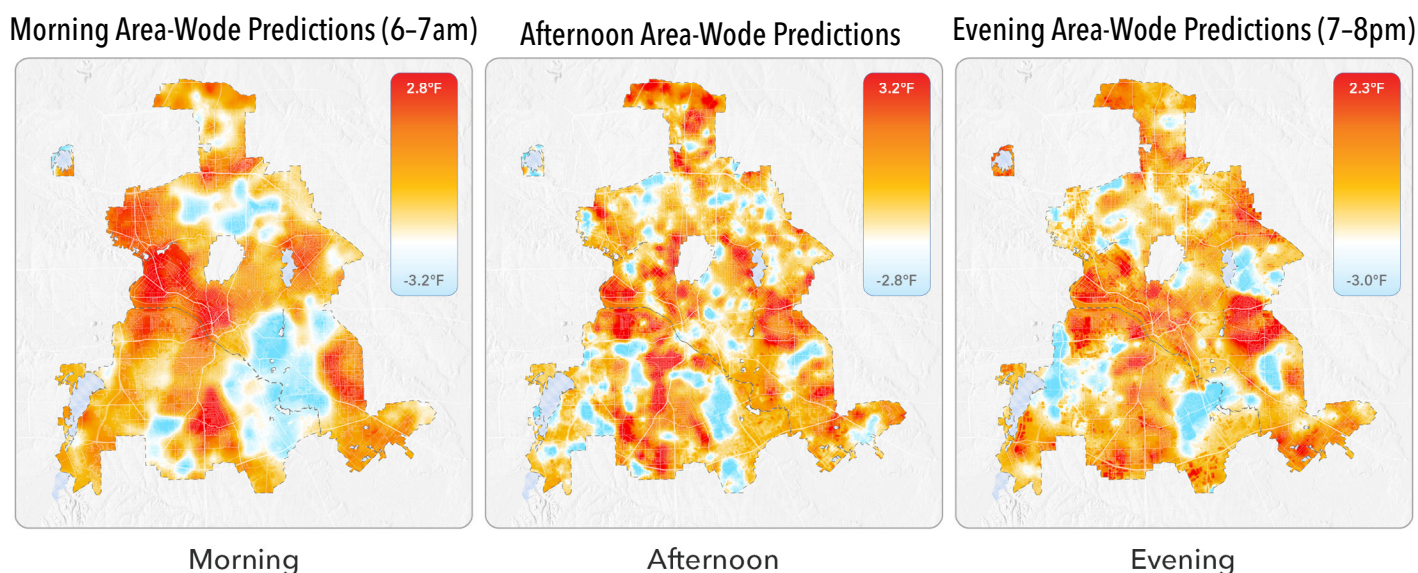 Morning Area-Wode Predictions (6–7am)
Afternoon Area-Wode Predictions
Evening Area-Wode Predictions (7–8pm)
2.8°F
-3.2°F
3.2°F
-2.8°F
2.3°F
-3.0°F
Morning
Afternoon
Evening